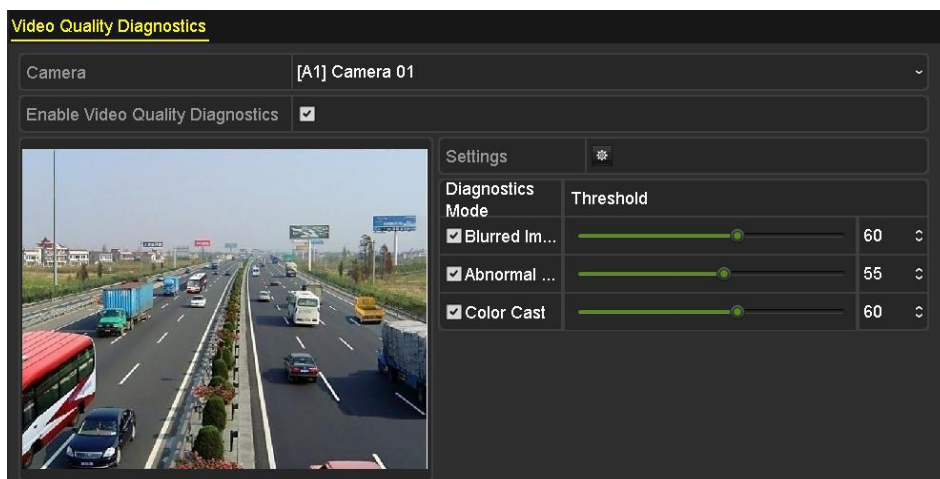 Video Quality Diagnostics
Camera [A1] Camera 01
Enable Video Quality Diagnostics
Settings
Diagnostics Mode Threshold
Blurred Im... 60
Abnormal ... 55
Color Cast 60